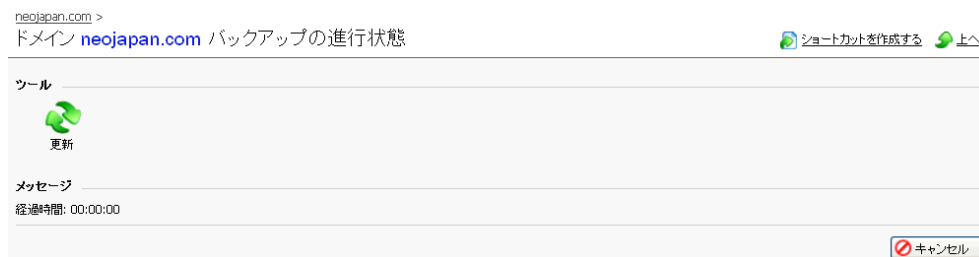 neojapan.com >
ドメイン neojapan.com バックアップの進行状態
ショートカットを作成する 上へ
ツール
更新
メッセージ
経過時間: 00:00:00
キャンセル